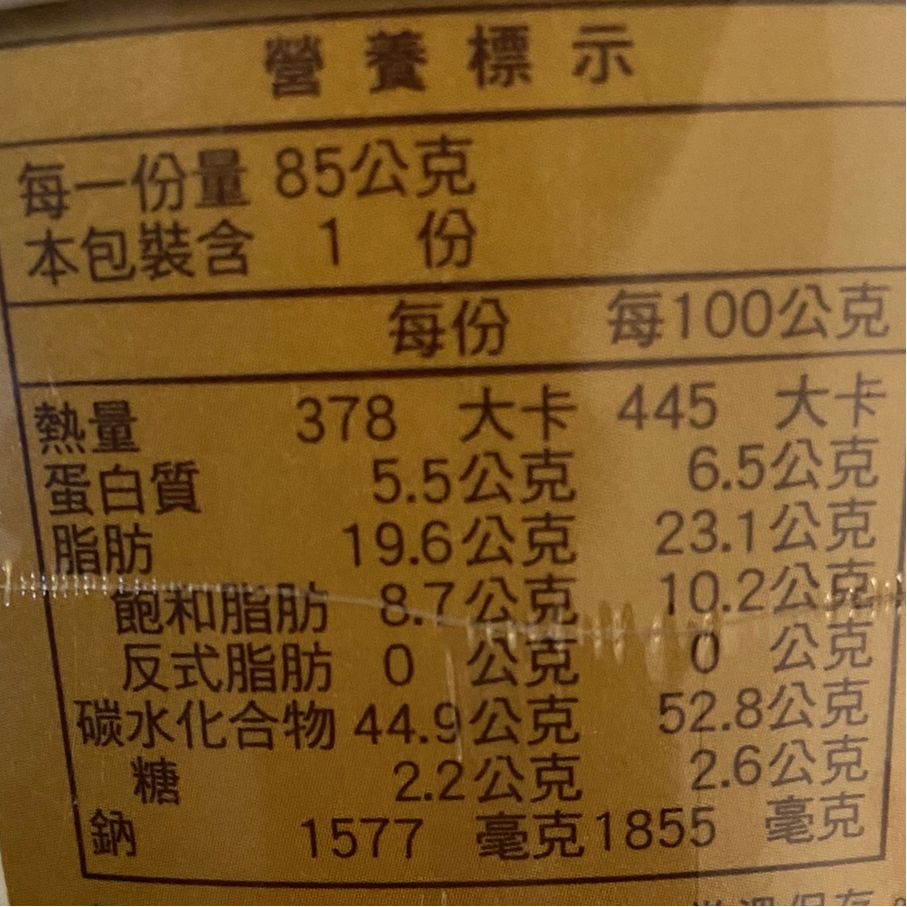 營養標示
每一份量 85公克
本包裝含 1 份
每份 每100公克
熱量 378 大卡 445 大卡
蛋白質 5.5公克 6.5公克
脂肪 19.6公克 23.1公克
飽和脂肪 8.7公克 10.2公克
反式脂肪 0 公克 0 公克
碳水化合物 44.9公克 52.8公克
糖 2.2公克 2.6公克
鈉 1577 毫克 1855 毫克